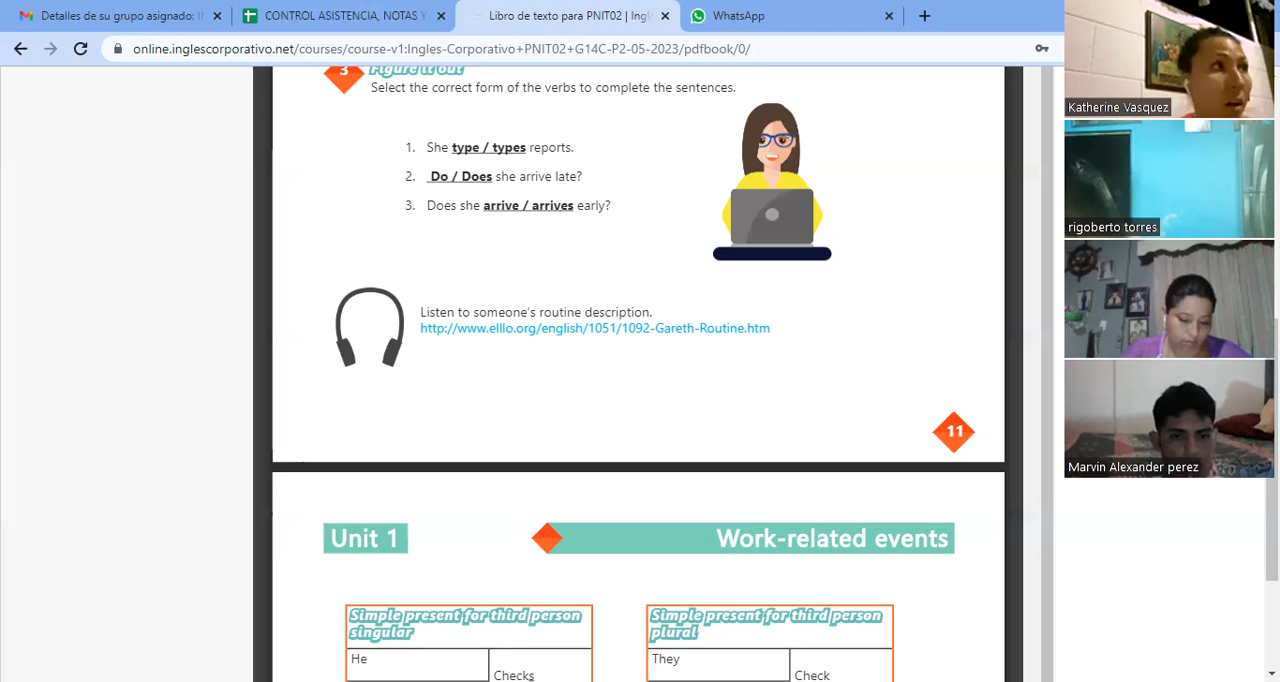 Detalles de su grupo asignado: I
CONTROL ASISTENCIA, NOTAS Y
Libro de texto para PNIT02 | Ingl
WhatsApp
online.inglescorporativo.net/courses/course-v1:Ingles-Corporativo+PNIT02+G14C-P2-05-2023/pdfbook/0/
3 Figure it out
Select the correct form of the verbs to complete the sentences.
1. She type / types reports.
2. Do / Does she arrive late?
3. Does she arrive / arrives early?
Listen to someone's routine description.
http://www.elllo.org/english/1051/1092-Gareth-Routine.htm
11
Unit 1
Work-related events
Simple present for third person
singular
He
Checks
Simple present for third person
plural
They
Check
Katherine Vasquez
rigoberto torres
Marvin Alexander perez